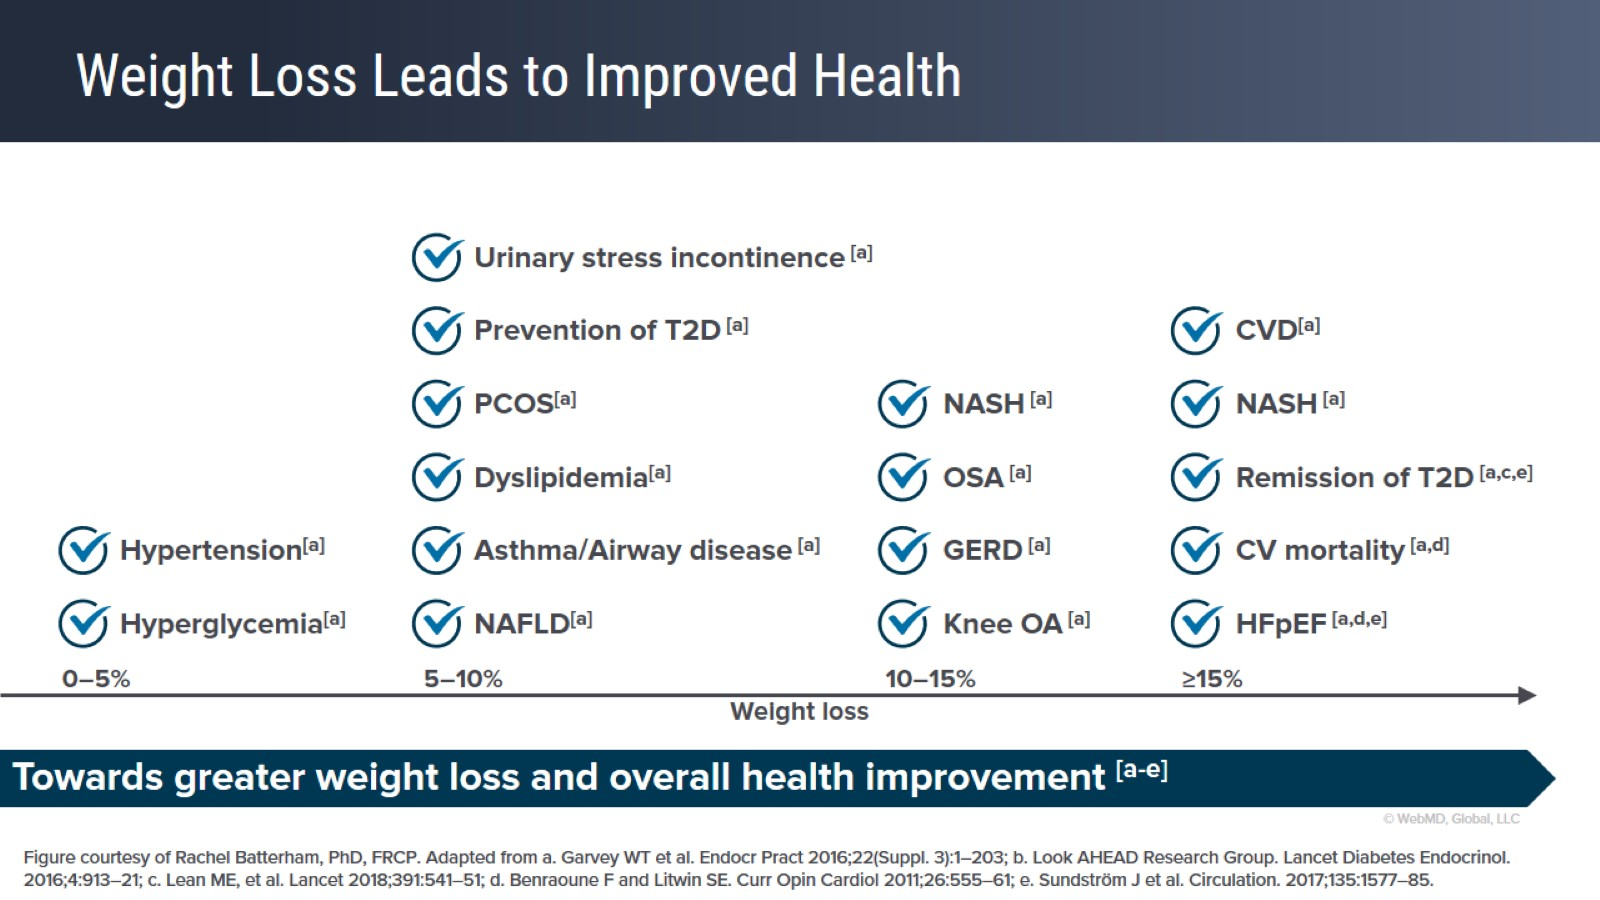 Weight Loss Leads to Improved Health
Urinary stress incontinence [a]
Prevention of T2D [a]
CVD[a]
PCOS[a]
NASH [a]
NASH [a]
Dyslipidemia[a]
OSA [a]
Remission of T2D [a,c,e]
Hypertension[a]
Asthma/Airway disease [a]
GERD [a]
CV mortality [a,d]
Hyperglycemia[a]
NAFLD[a]
Knee OA [a]
HFpEF [a,d,e]
0–5%
5–10%
10–15%
≥15%
Weight loss
Towards greater weight loss and overall health improvement [a-e]
© WebMD, Global, LLC
Figure courtesy of Rachel Batterham, PhD, FRCP. Adapted from a. Garvey WT et al. Endocr Pract 2016;22(Suppl. 3):1–203; b. Look AHEAD Research Group. Lancet Diabetes Endocrinol.
2016;4:913–21; c. Lean ME, et al. Lancet 2018;391:541–51; d. Benraoune F and Litwin SE. Curr Opin Cardiol 2011;26:555–61; e. Sundström J et al. Circulation. 2017;135:1577–85.